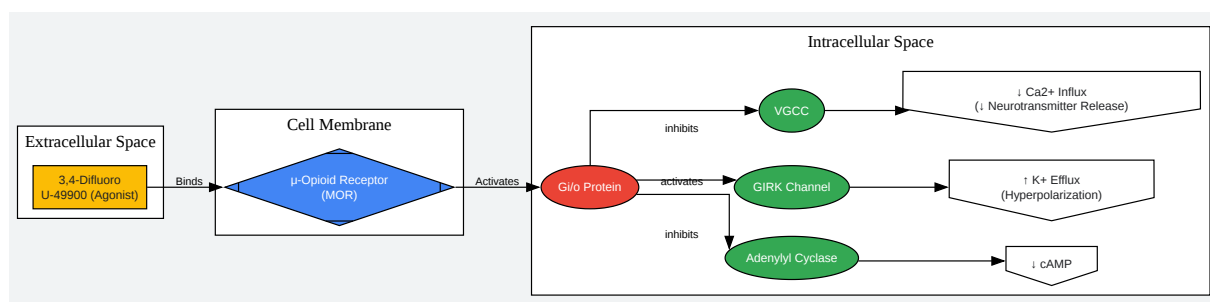 Extracellular Space
3,4-Difluoro
U-49900 (Agonist)
Binds
Cell Membrane
μ-Opioid Receptor
(MOR)
Activates
Intracellular Space
Gi/o Protein
inhibits
VGCC
↓ Ca2+ Influx
(↓ Neurotransmitter Release)
activates
GIRK Channel
↑ K+ Efflux
(Hyperpolarization)
inhibits
Adenylyl Cyclase
↓ cAMP